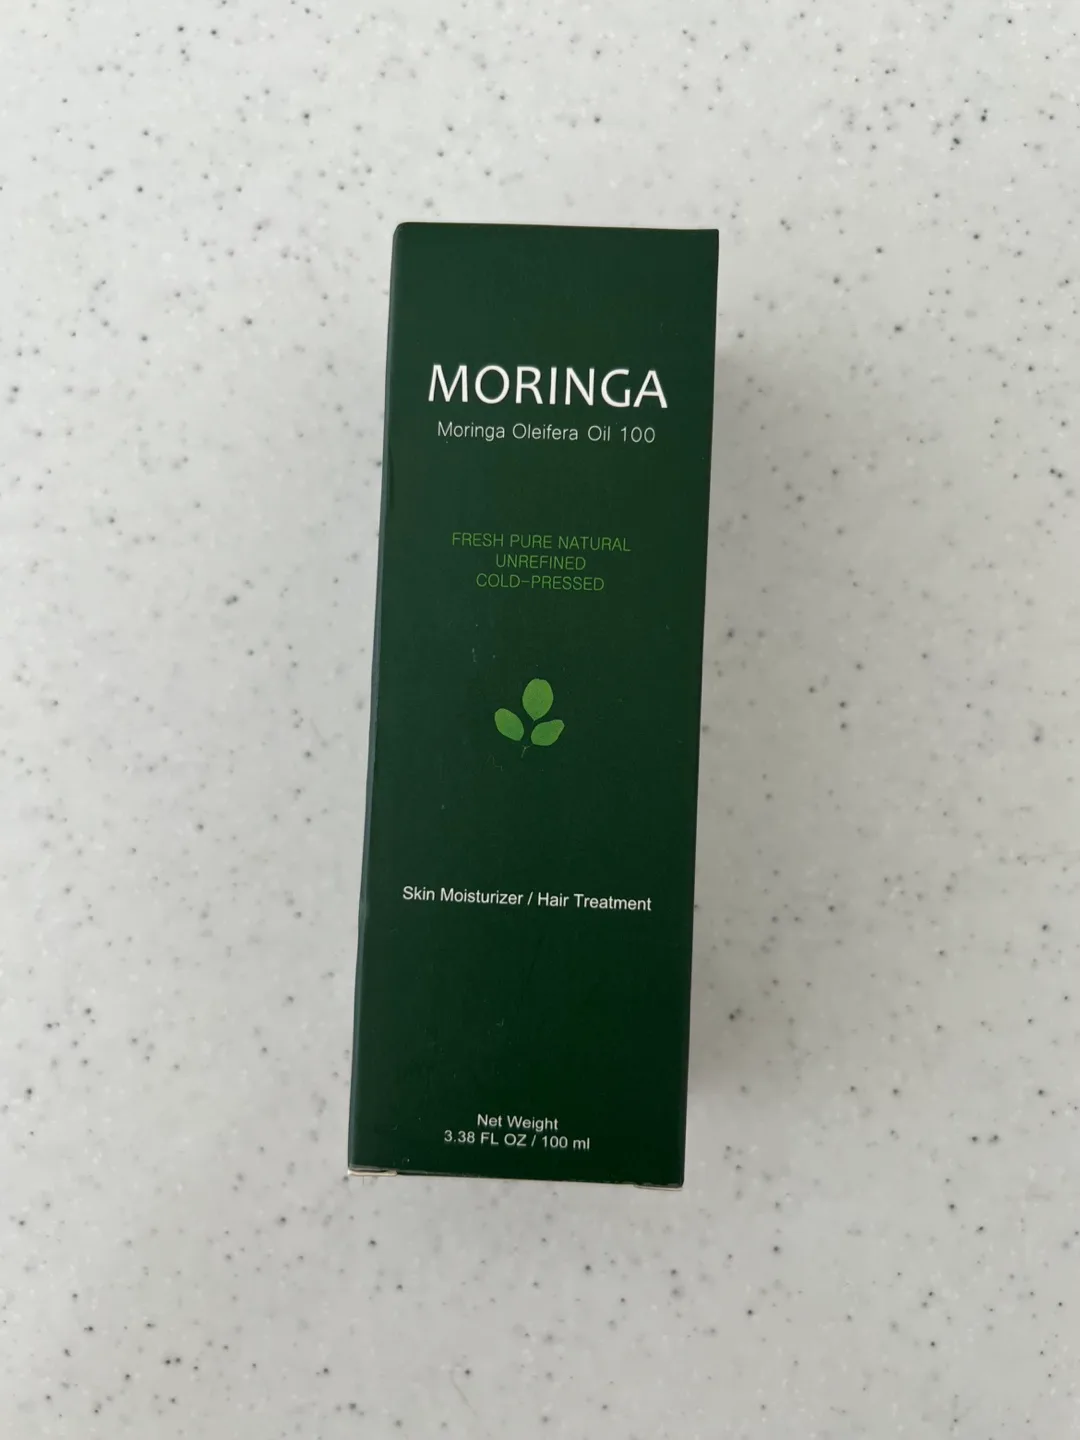 MORINGA
Moringa Oleifera Oil 100
FRESH PURE NATURAL
UNREFINED
COLD-PRESSED
Skin Moisturizer / Hair Treatment
Net Weight
3.38 FL OZ / 100 ml